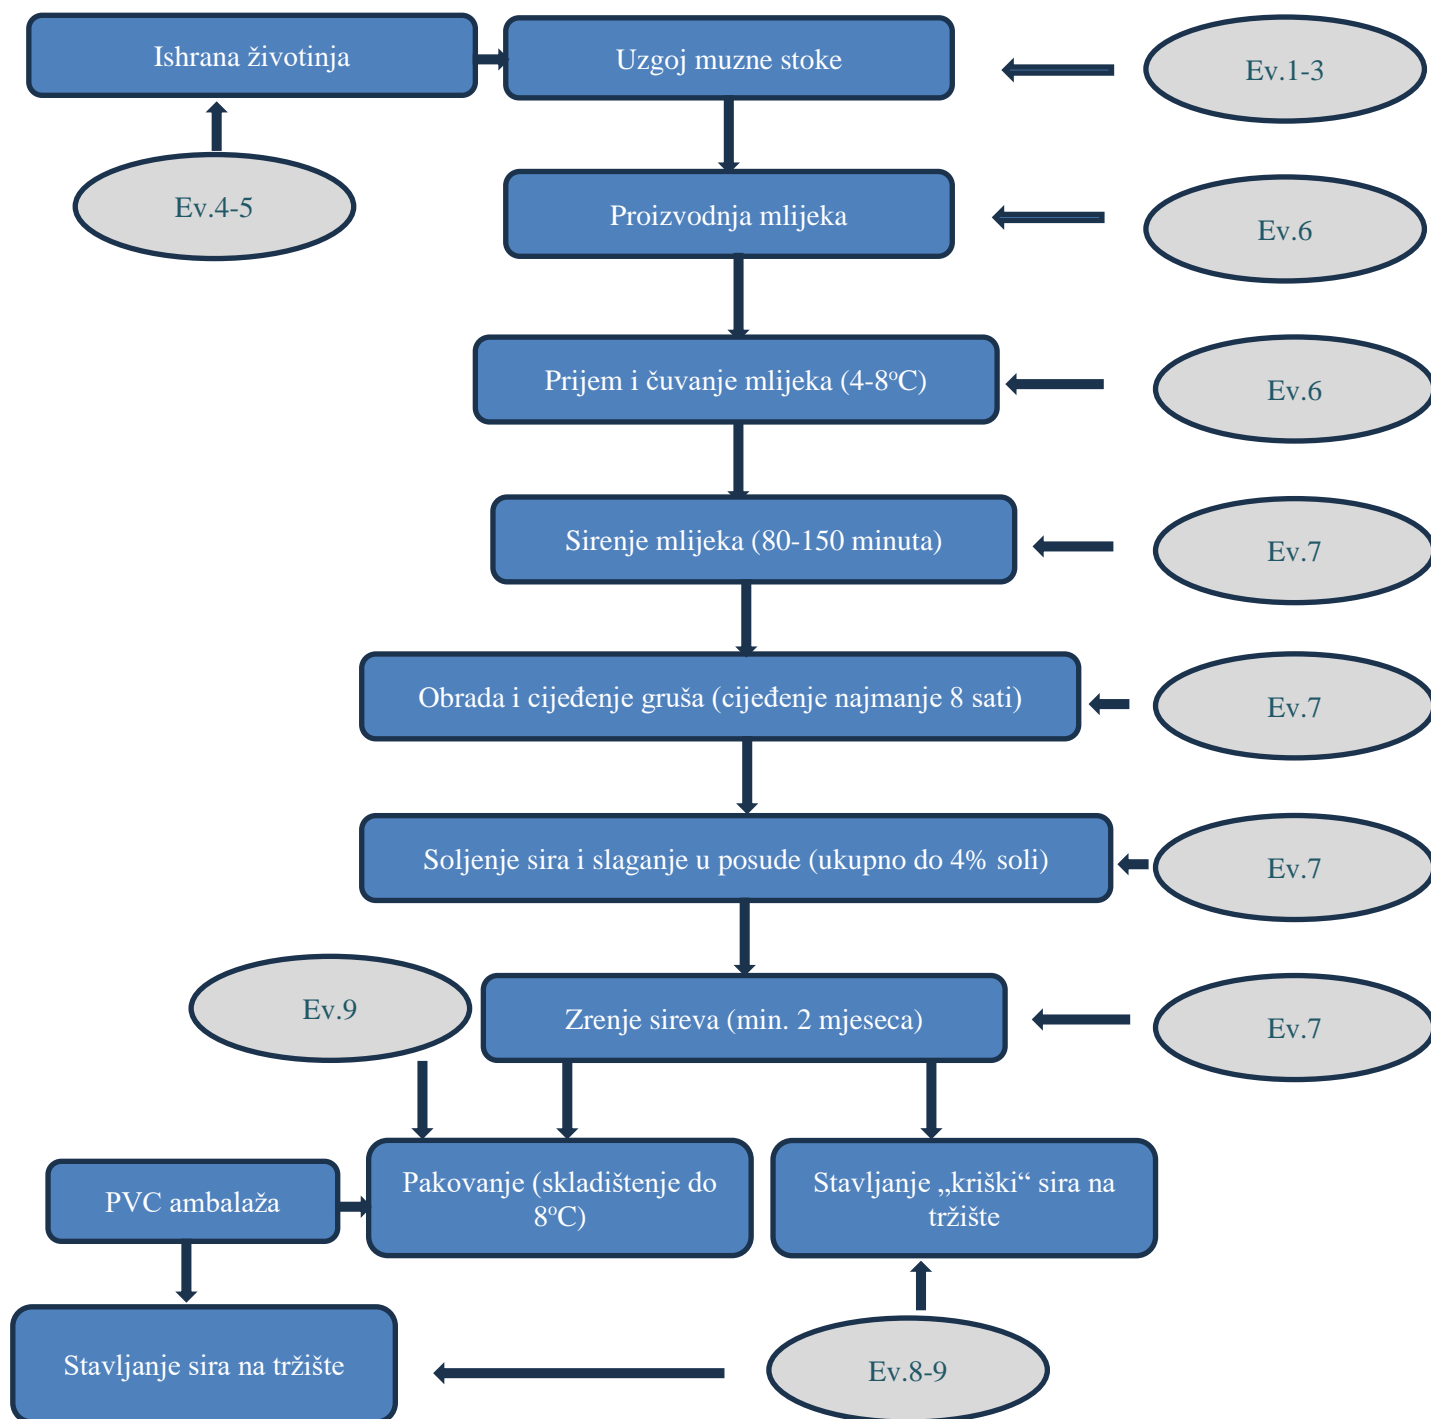 Ishrana životinja
Uzgoj muzne stoke
Ev.1-3
Ev.4-5
Proizvodnja mlijeka
Ev.6
Prijem i čuvanje mlijeka (4-8ºC)
Ev.6
Sirenje mlijeka (80-150 minuta)
Ev.7
Obrada i cijeđenje gruša (cijeđenje najmanje 8 sati)
Ev.7
Soljenje sira i slaganje u posude (ukupno do 4% soli)
Ev.7
Ev.9
Zrenje sireva (min. 2 mjeseca)
Ev.7
PVC ambalaža
Pakovanje (skladištenje do
8ºC)
Stavljanje „kriški“ sira na
tržište
Stavljanje sira na tržište
Ev.8-9